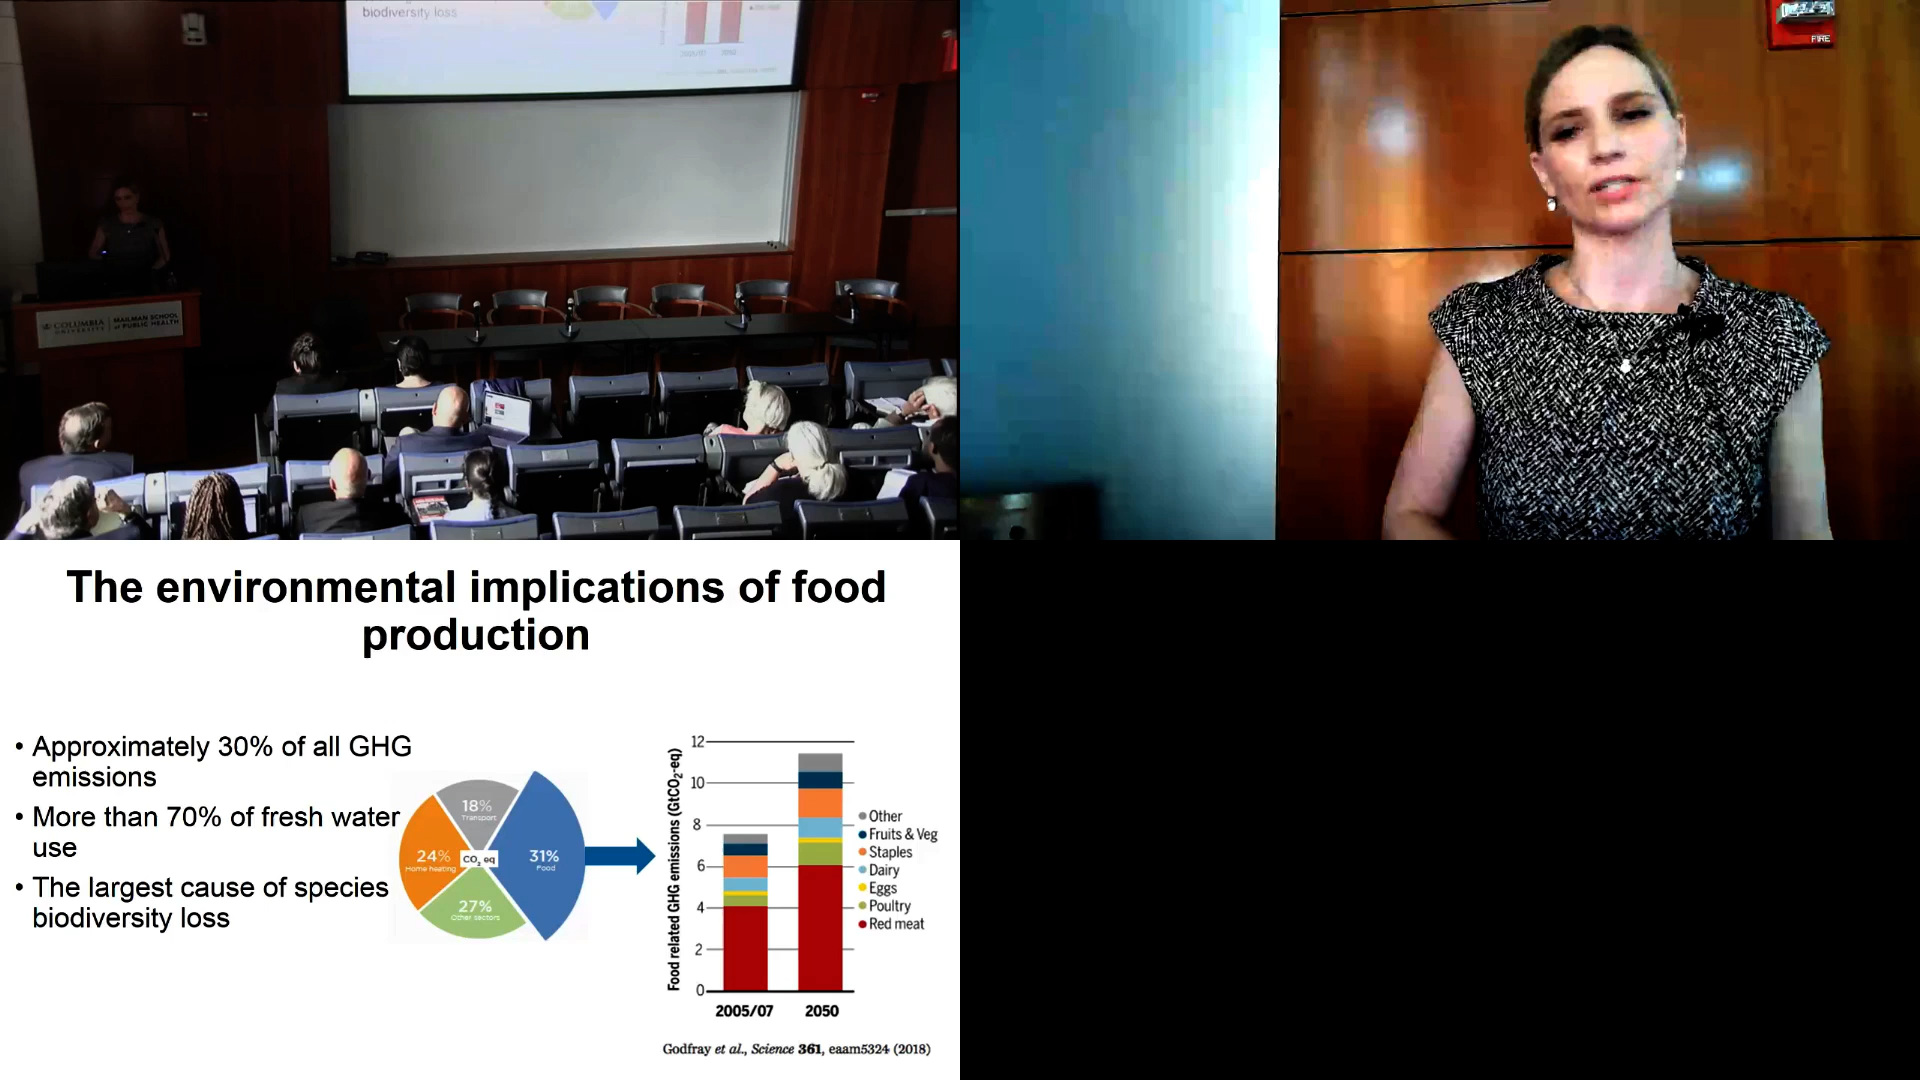 biodiversity loss
2005/07 2050
COLUMBIA UNIVERSITY | MAILMAN SCHOOL of PUBLIC HEALTH
FIRE
The environmental implications of food
production
• Approximately 30% of all GHG
emissions
• More than 70% of fresh water
use
• The largest cause of species
biodiversity loss
18%
Transport
24%
Home heating
CO2 eq
31%
Food
27%
Other sectors
Food related GHG emissions (GtCO2-eq)
12
10
8
6
4
2
0
2005/07 2050
Other
Fruits & Veg
Staples
Dairy
Eggs
Poultry
Red meat
Godfray et al., Science 361, eaam5324 (2018)